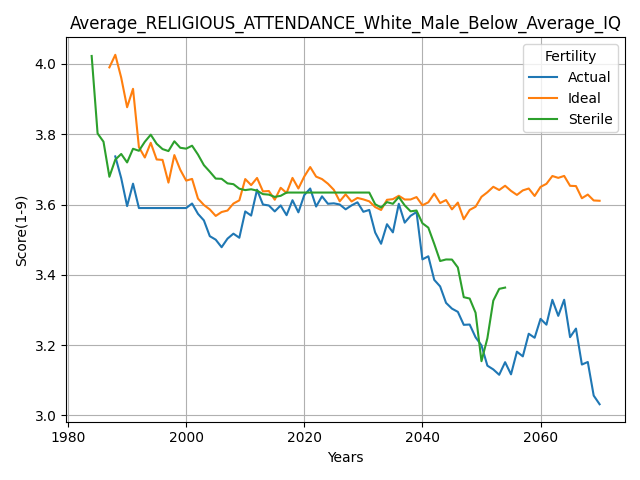 Average_RELIGIOUS_ATTENDANCE_White_Male_Below_Average_IQ
Fertility
Actual
Ideal
Sterile
Score(1-9)
4.0
3.8
3.6
3.4
3.2
3.0
1980 2000 2020 2040 2060
Years